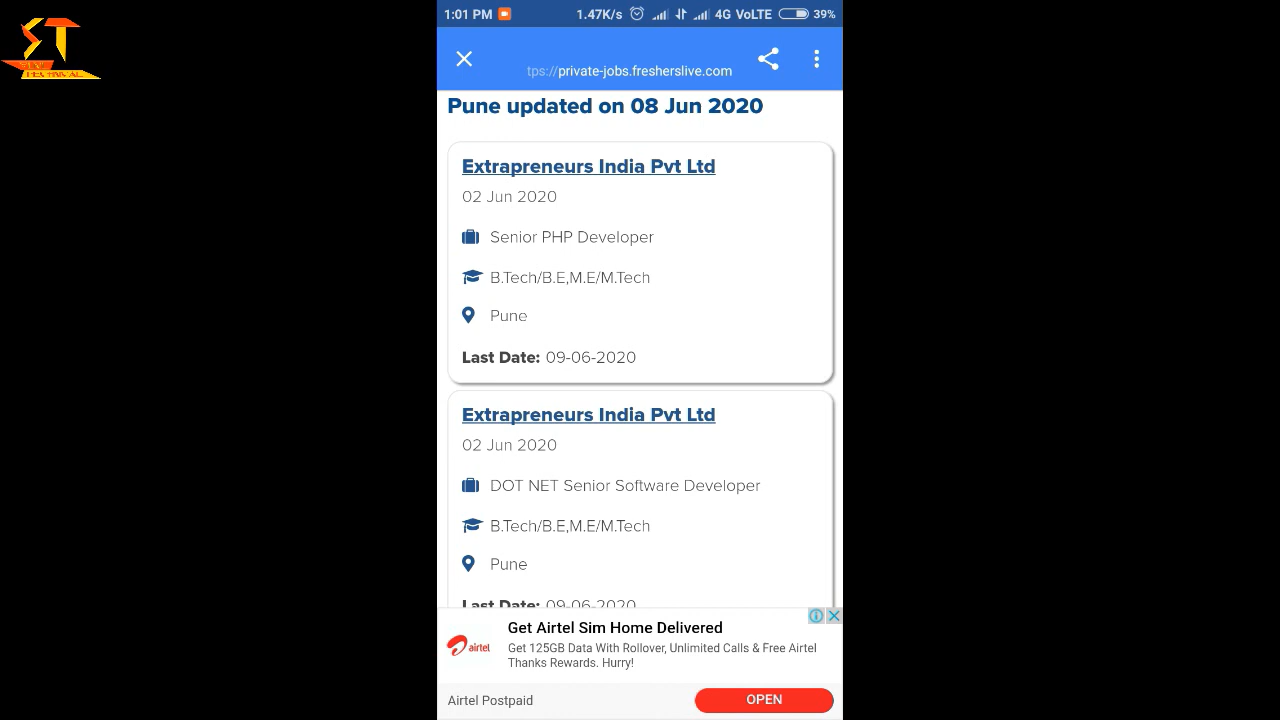 1:01 PM 1.47K/s 4G VoLTE 39%
ST
TECHNICAL
tps://private-jobs.fresherslive.com
Pune updated on 08 Jun 2020
Extrapreneurs India Pvt Ltd
02 Jun 2020
Senior PHP Developer
B.Tech/B.E,M.E/M.Tech
Pune
Last Date: 09-06-2020
Extrapreneurs India Pvt Ltd
02 Jun 2020
DOT NET Senior Software Developer
B.Tech/B.E,M.E/M.Tech
Pune
Last Date: 09-06-2020
Get Airtel Sim Home Delivered
airtel
Get 125GB Data With Rollover, Unlimited Calls & Free Airtel
Thanks Rewards. Hurry!
Airtel Postpaid
OPEN